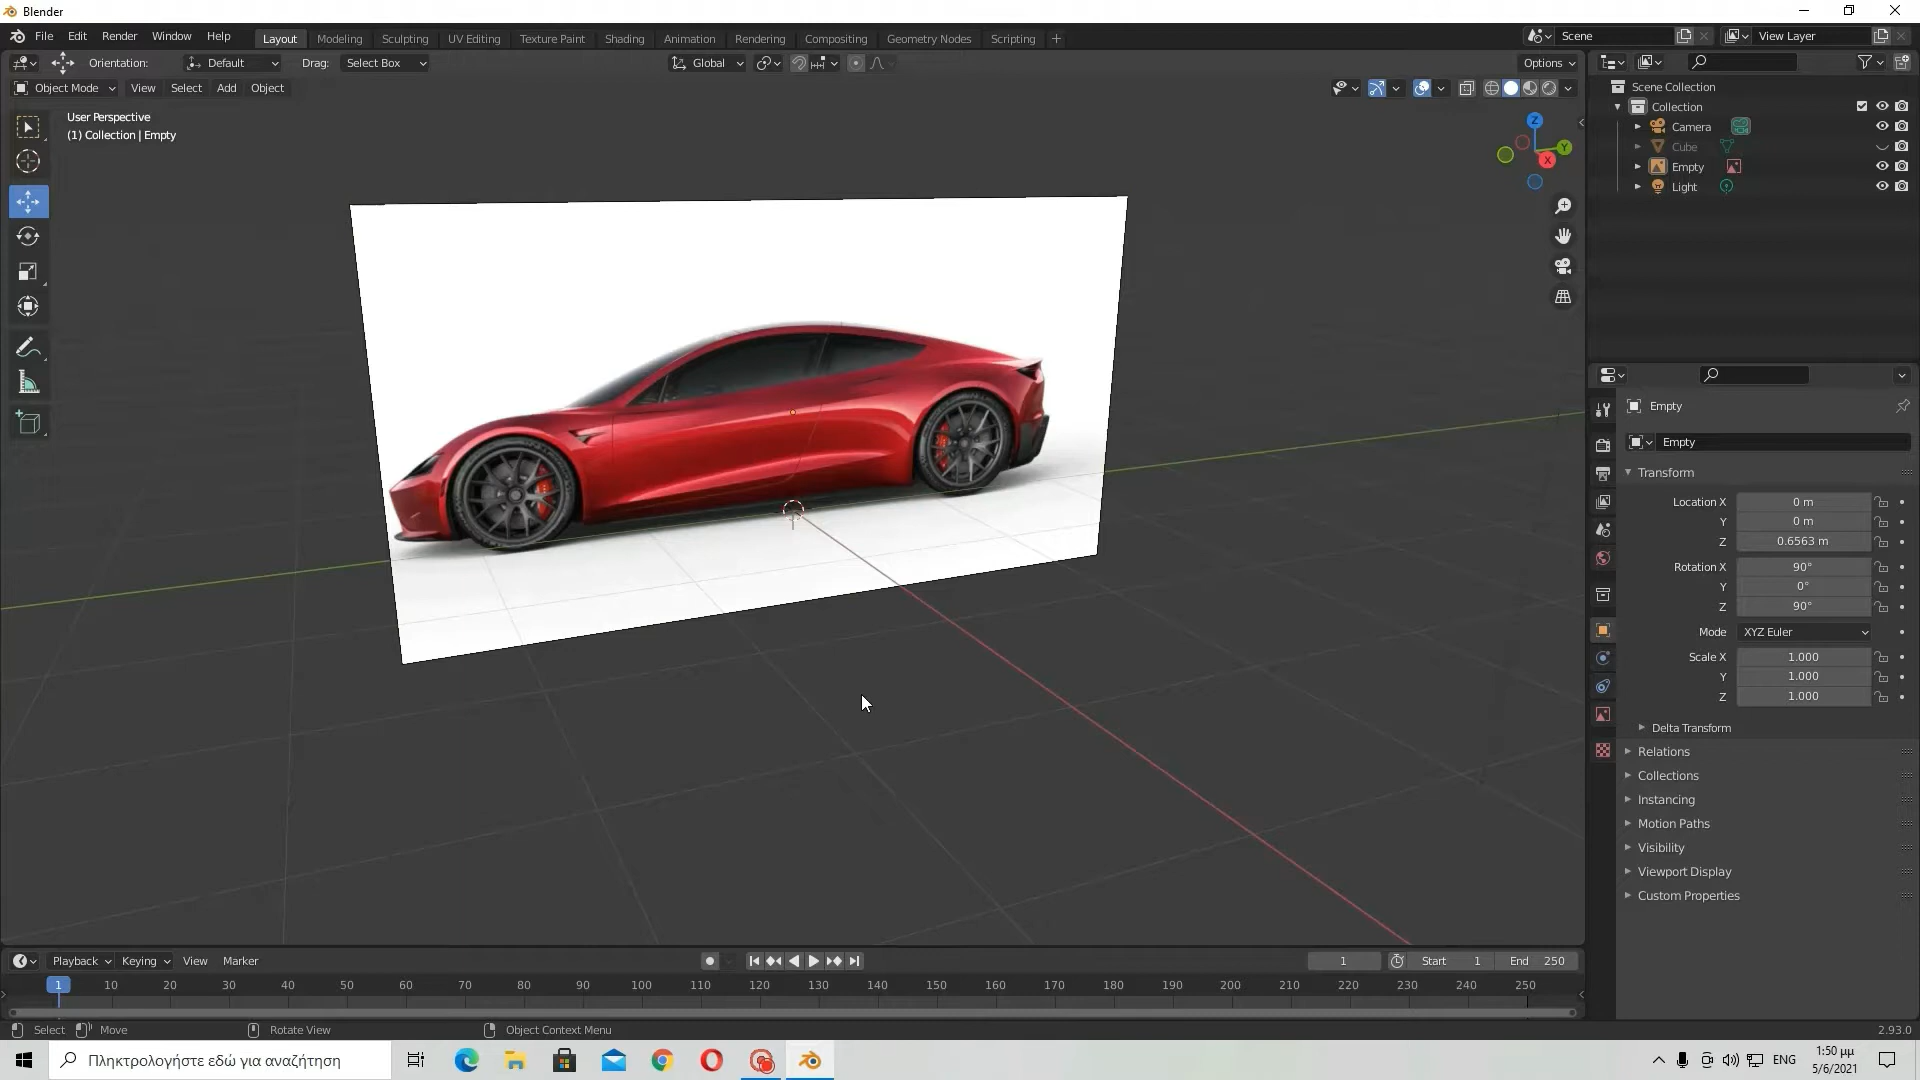 Blender
File Edit Render Window Help
Layout Modeling Sculpting UV Editing Texture Paint Shading Animation Rendering Compositing Geometry Nodes Scripting +
Scene
View Layer
Orientation: Default Drag: Select Box
Global
Options
Object Mode View Select Add Object
User Perspective
(1) Collection | Empty
Z
Y
X
Scene Collection
Collection
Camera
Cube
Empty
Light
Empty
Empty
Transform
Location X 0 m
Y 0 m
Z 0.6563 m
Rotation X 90°
Y 0°
Z 90°
Mode XYZ Euler
Scale X 1.000
Y 1.000
Z 1.000
Delta Transform
Relations
Collections
Instancing
Motion Paths
Visibility
Viewport Display
Custom Properties
Playback Keying View Marker
1 Start 1 End 250
1 10 20 30 40 50 60 70 80 90 100 110 120 130 140 150 160 170 180 190 200 210 220 230 240 250
Select Move Rotate View Object Context Menu 2.93.0
Πληκτρολογήστε εδώ για αναζήτηση
ENG
1:50 μμ
5/6/2021